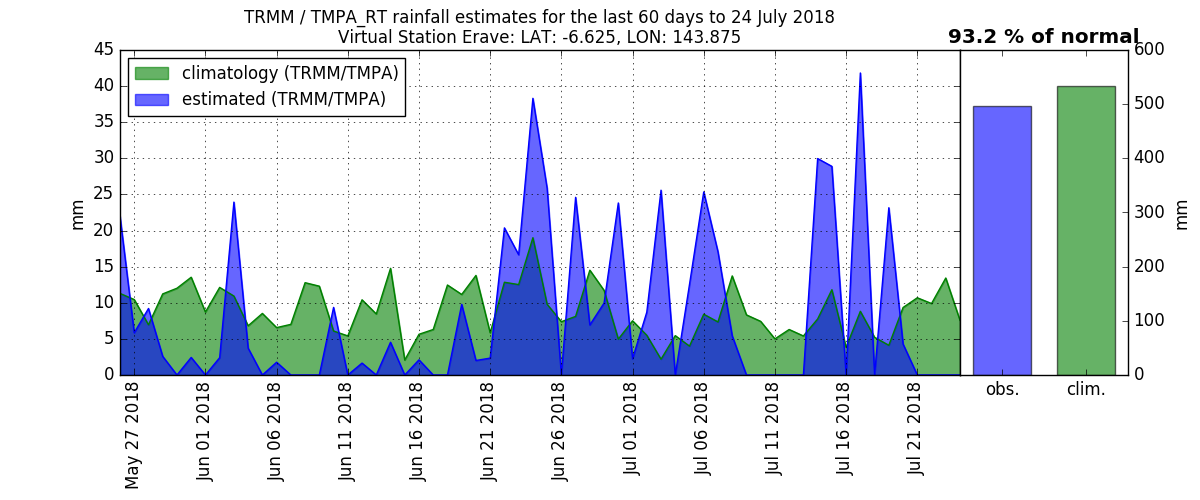 TRMM / TMPA_RT rainfall estimates for the last 60 days to 24 July 2018
Virtual Station Erave: LAT: -6.625, LON: 143.875
93.2 % of normal
climatology (TRMM/TMPA)
estimated (TRMM/TMPA)
mm
45
40
35
30
25
20
15
10
5
0
May 27 2018
Jun 01 2018
Jun 06 2018
Jun 11 2018
Jun 16 2018
Jun 21 2018
Jun 26 2018
Jul 01 2018
Jul 06 2018
Jul 11 2018
Jul 16 2018
Jul 21 2018
obs.
clim.
600
500
400
300
200
100
0
mm